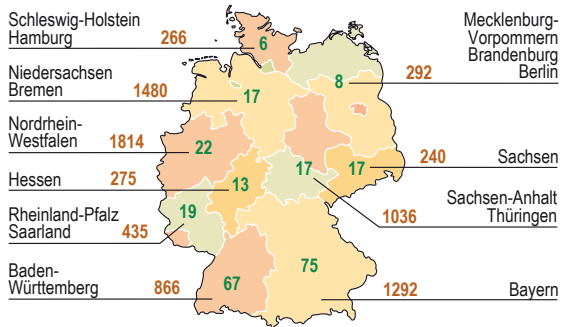 Schleswig-Holstein
Hamburg 266
Niedersachsen
Bremen 1480
Nordrhein-
Westfalen 1814
Hessen 275
Rheinland-Pfalz
Saarland 435
Baden-
Württemberg 866
6
8
17
22
13
17
17
19
67
75
Mecklenburg-
Vorpommern
Brandenburg
292 Berlin
240 Sachsen
Sachsen-Anhalt
1036 Thüringen
1292 Bayern